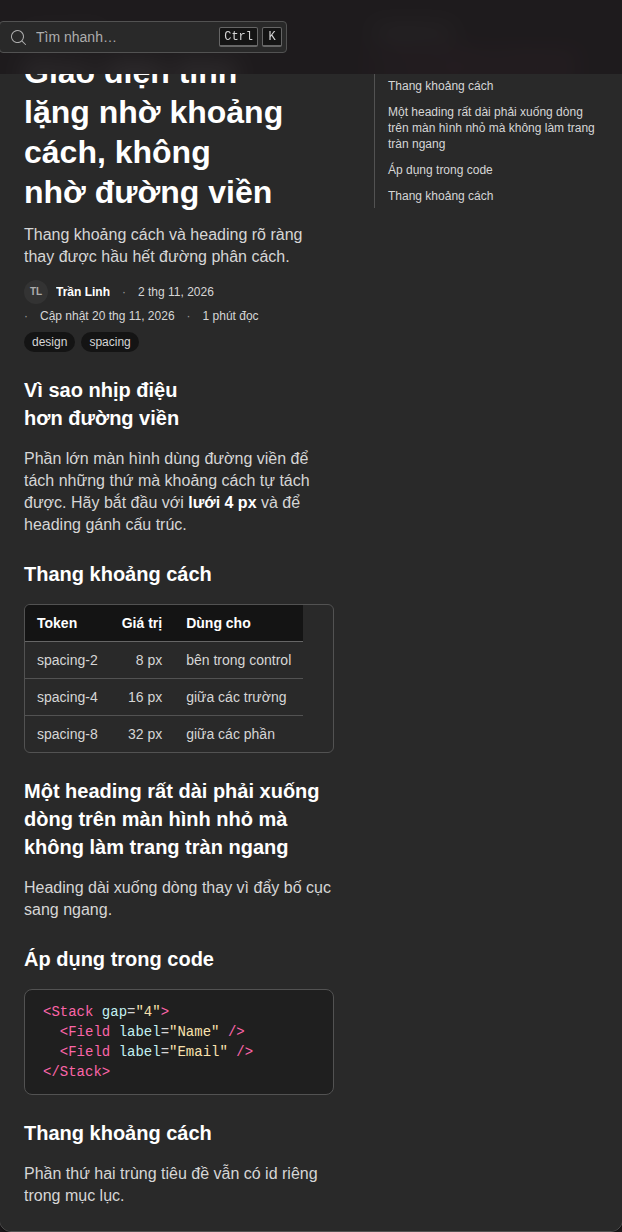 Tìm nhanh…
Ctrl K
Giao diện tĩnh
lặng nhờ khoảng
cách, không
nhờ đường viền
Thang khoảng cách và heading rõ ràng
thay được hầu hết đường phân cách.
TL Trần Linh · 2 thg 11, 2026
· Cập nhật 20 thg 11, 2026 · 1 phút đọc
design spacing
Vì sao nhịp điệu
hơn đường viền
Phần lớn màn hình dùng đường viền để
tách những thứ mà khoảng cách tự tách
được. Hãy bắt đầu với lưới 4 px và để
heading gánh cấu trúc.
Thang khoảng cách
Token Giá trị Dùng cho
spacing-2 8 px bên trong control
spacing-4 16 px giữa các trường
spacing-8 32 px giữa các phần
Một heading rất dài phải xuống
dòng trên màn hình nhỏ mà
không làm trang tràn ngang
Heading dài xuống dòng thay vì đẩy bố cục
sang ngang.
Áp dụng trong code
<Stack gap="4">
  <Field label="Name" />
  <Field label="Email" />
</Stack>
Thang khoảng cách
Phần thứ hai trùng tiêu đề vẫn có id riêng
trong mục lục.
Thang khoảng cách
Một heading rất dài phải xuống dòng
trên màn hình nhỏ mà không làm trang
tràn ngang
Áp dụng trong code
Thang khoảng cách